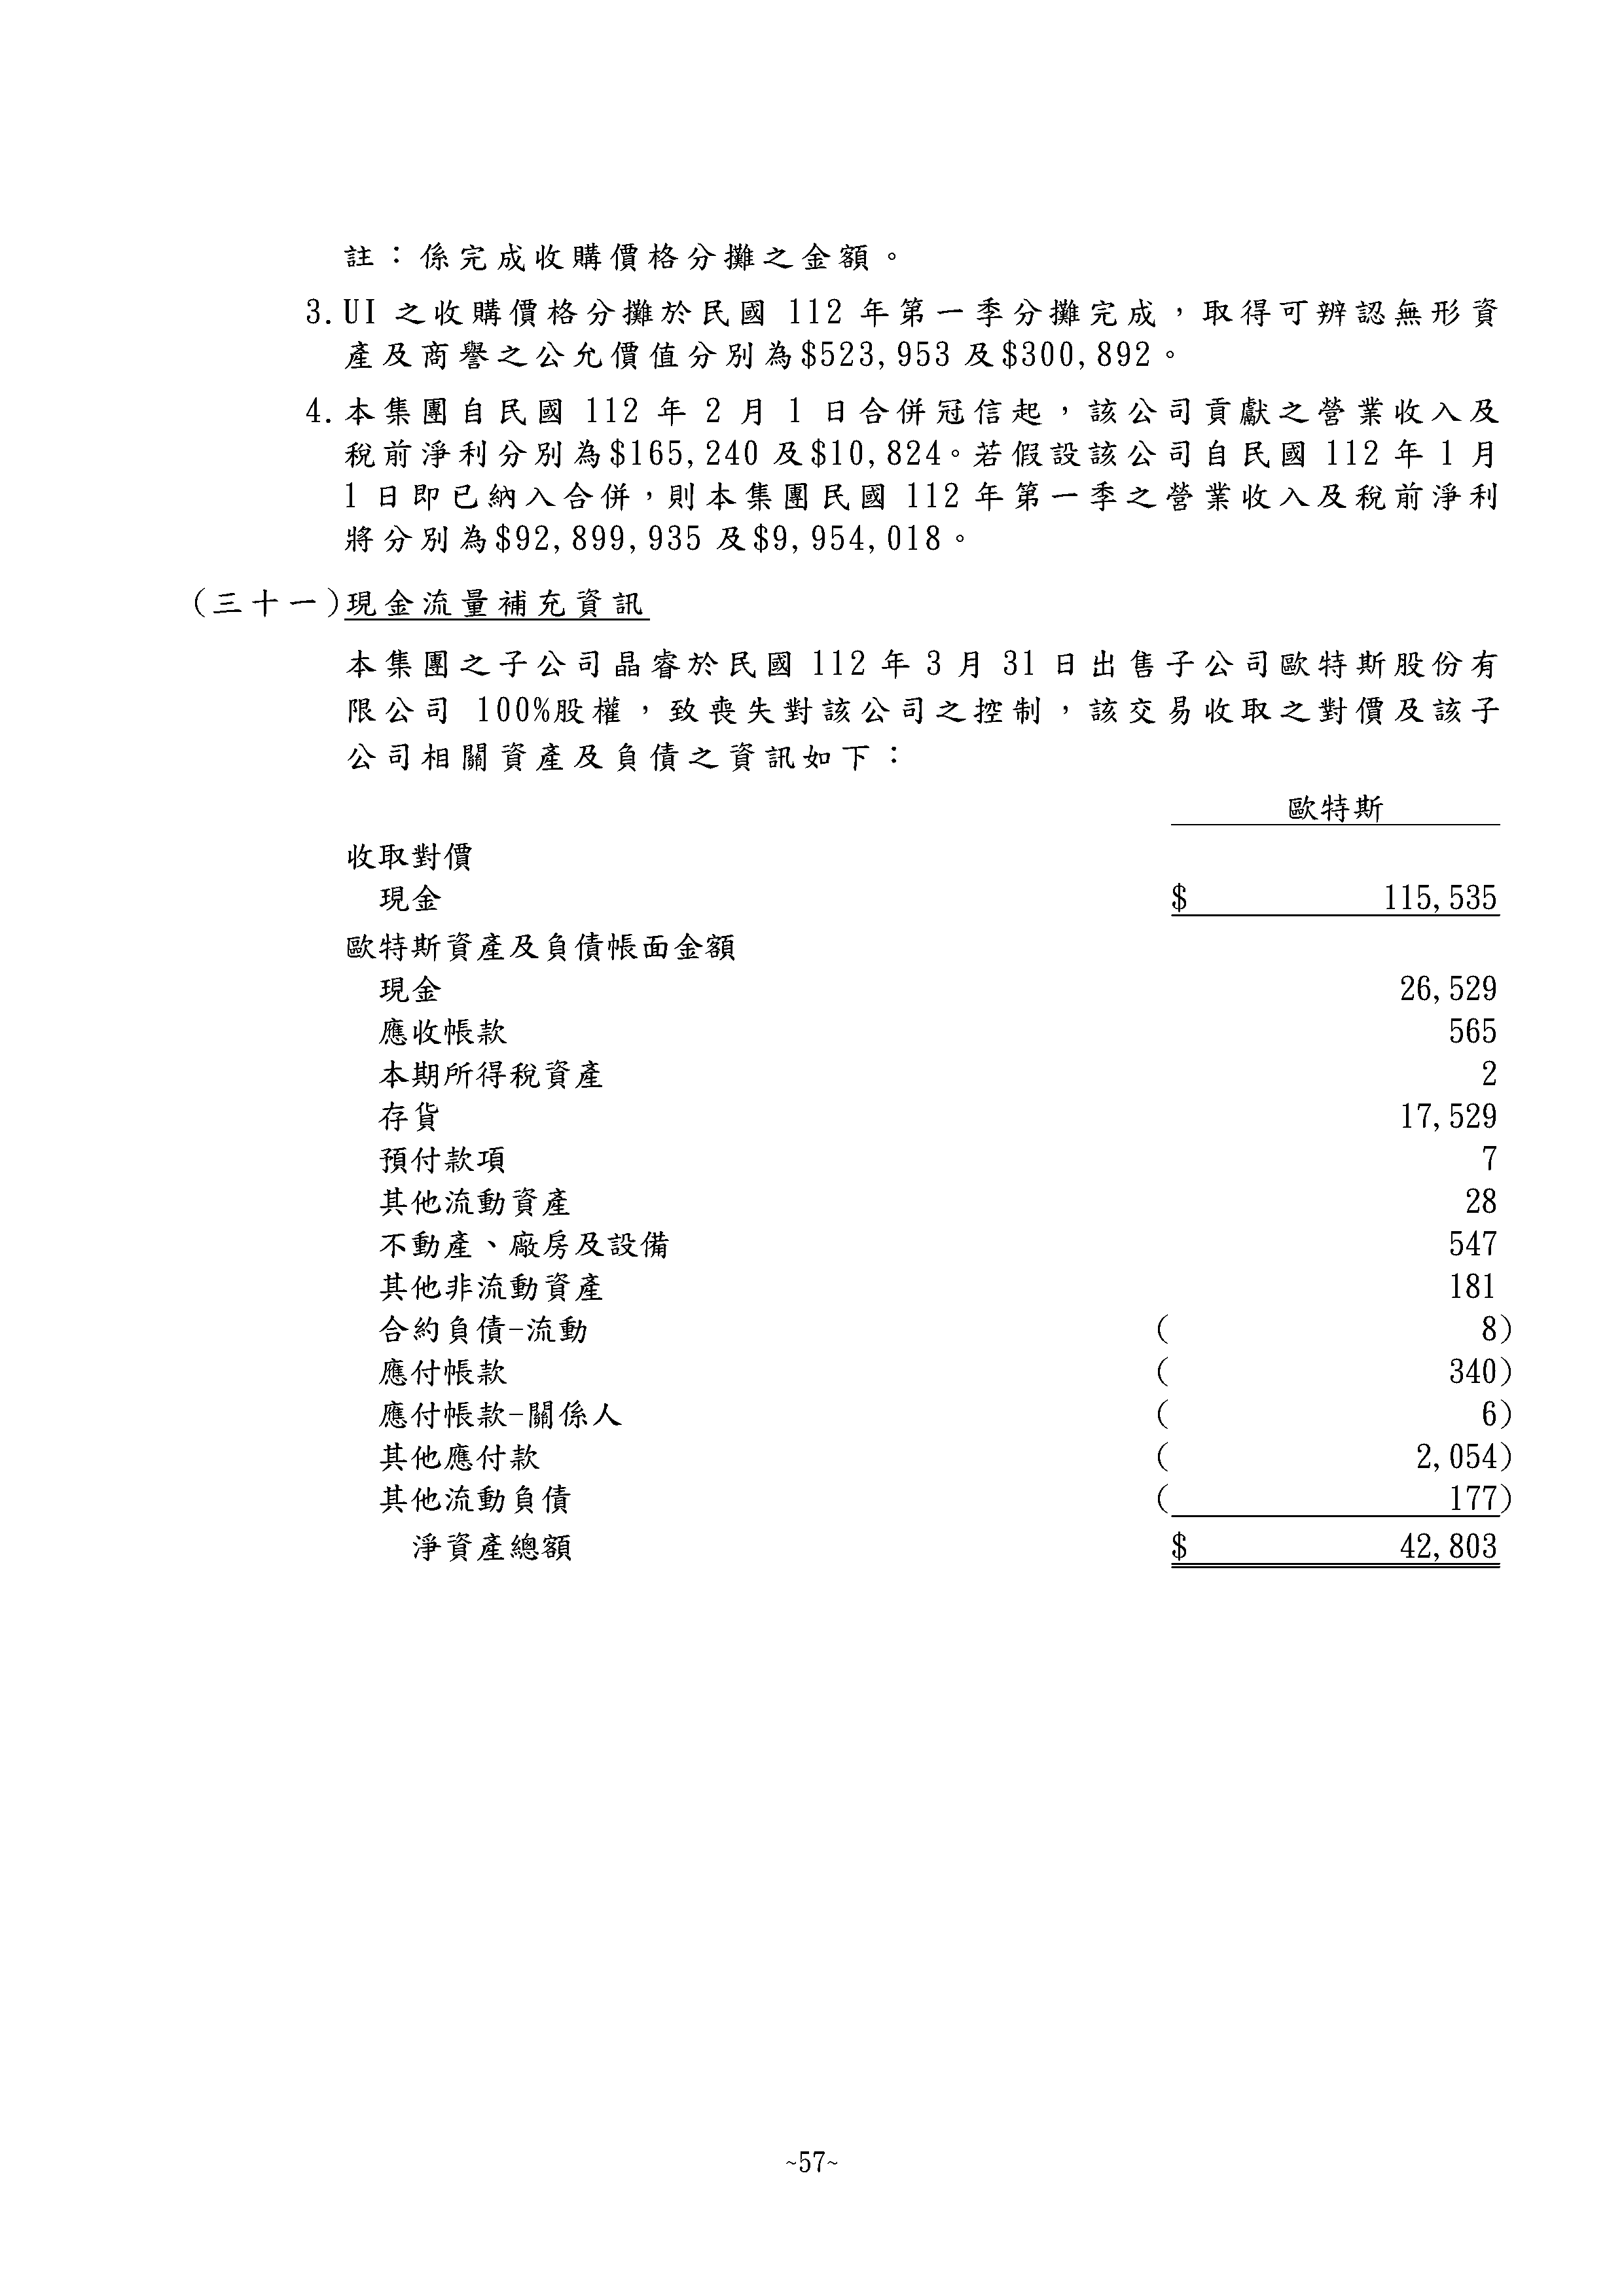 註：係完成收購價格分攤之金額。
3.UI 之收購價格分攤於民國 112 年第一季分攤完成，取得可辨認無形資
產及商譽之公允價值分別為$523,953 及$300,892。
4.本集團自民國 112 年 2 月 1 日合併冠信起，該公司貢獻之營業收入及
稅前淨利分別為$165,240 及$10,824。若假設該公司自民國 112 年 1 月
1 日即已納入合併，則本集團民國 112 年第一季之營業收入及稅前淨利
將分別為$92,899,935 及$9,954,018。
(三十一)現金流量補充資訊
本集團之子公司晶睿於民國 112 年 3 月 31 日出售子公司歐特斯股份有
限公司 100%股權，致喪失對該公司之控制，該交易收取之對價及該子
公司相關資產及負債之資訊如下：
歐特斯
收取對價
現金 $ 115,535
歐特斯資產及負債帳面金額
現金 26,529
應收帳款 565
本期所得稅資產 2
存貨 17,529
預付款項 7
其他流動資產 28
不動產、廠房及設備 547
其他非流動資產 181
合約負債-流動 ( 8)
應付帳款 ( 340)
應付帳款-關係人 ( 6)
其他應付款 ( 2,054)
其他流動負債 ( 177)
淨資產總額 $ 42,803
~57~